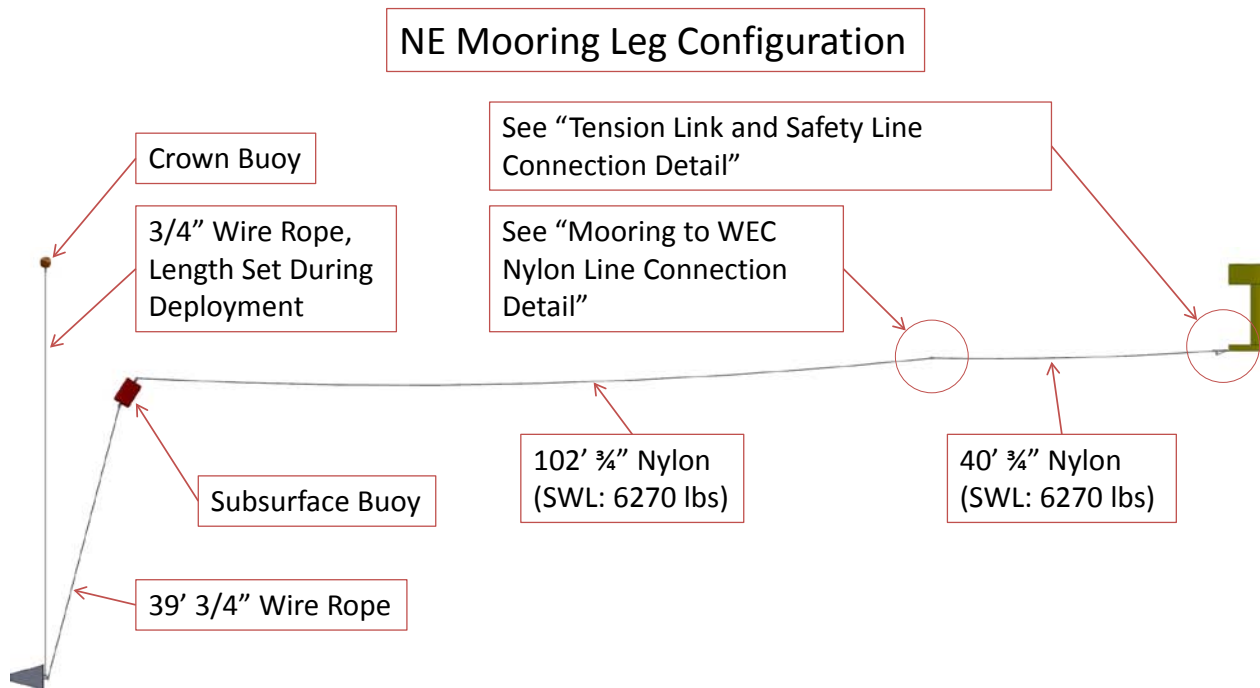 NE Mooring Leg Configuration
See “Tension Link and Safety Line
Connection Detail”
Crown Buoy
3/4” Wire Rope,
Length Set During
Deployment
See “Mooring to WEC
Nylon Line Connection
Detail”
102’ ¾” Nylon
(SWL: 6270 lbs)
40’ ¾” Nylon
(SWL: 6270 lbs)
Subsurface Buoy
39’ 3/4” Wire Rope